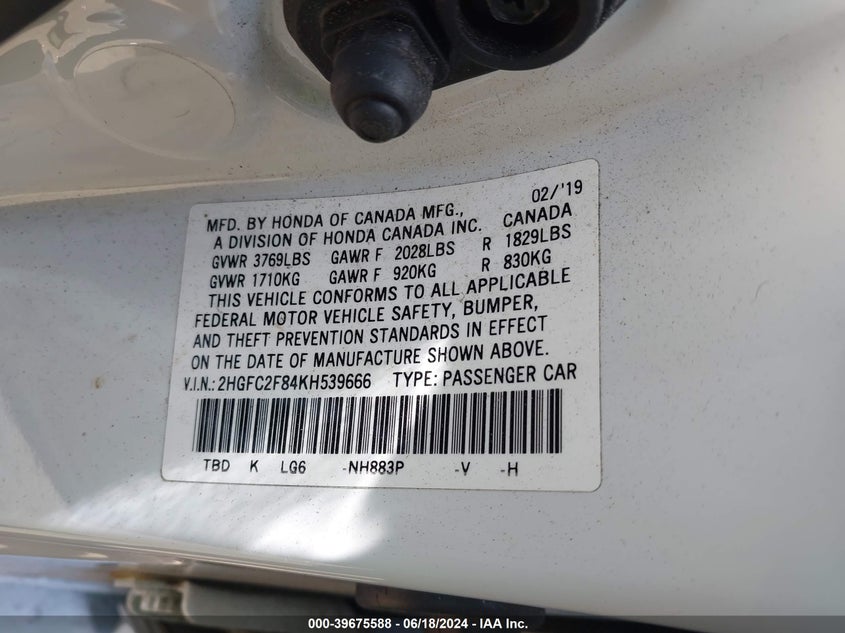 02/'19
MFD. BY HONDA OF CANADA MFG.,
A DIVISION OF HONDA CANADA INC. CANADA
GVWR 3769LBS GAWR F 2028LBS R 1829LBS
GVWR 1710KG GAWR F 920KG R 830KG
THIS VEHICLE CONFORMS TO ALL APPLICABLE
FEDERAL MOTOR VEHICLE SAFETY, BUMPER,
AND THEFT PREVENTION STANDARDS IN EFFECT
ON THE DATE OF MANUFACTURE SHOWN ABOVE.
V.I.N.: 2HGFC2F84KH539666 TYPE: PASSENGER CAR
TBD K LG6 -NH883P -V -H
000-39675588 - 06/18/2024 - IAA Inc.